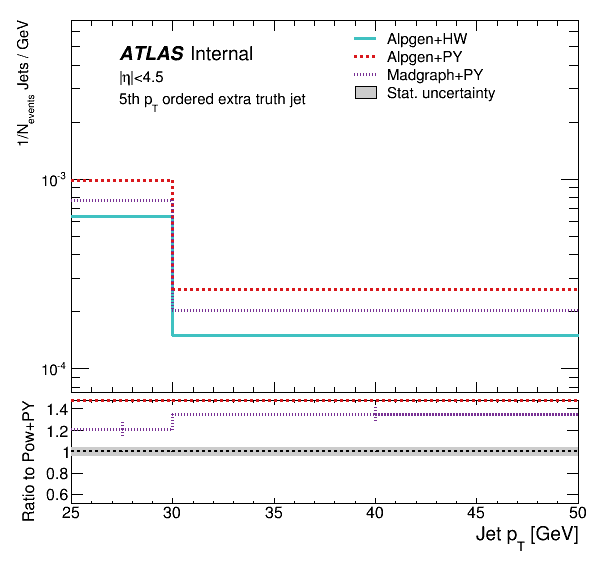 1/N_events Jets / GeV
ATLAS Internal
|η|<4.5
5th p_T ordered extra truth jet
Alpgen+HW
Alpgen+PY
Madgraph+PY
Stat. uncertainty
10^-3
10^-4
Ratio to Pow+PY
1.4
1.2
1
0.8
0.6
25 30 35 40 45 50
Jet p_T [GeV]